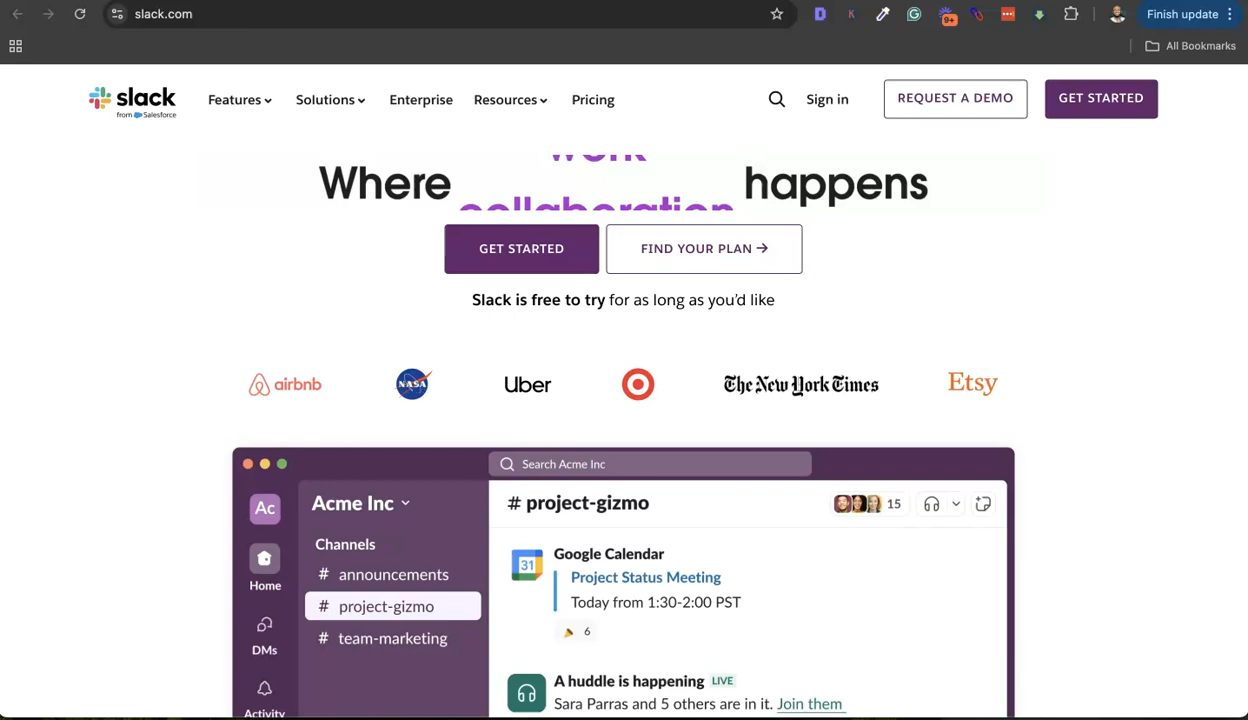 slack.com
9+
Finish update
All Bookmarks
slack
from Salesforce
Features
Solutions
Enterprise
Resources
Pricing
Sign in
REQUEST A DEMO
GET STARTED
work
Where
happens
collaboration
GET STARTED
FIND YOUR PLAN →
Slack is free to try for as long as you'd like
airbnb
NASA
Uber
The New York Times
Etsy
Search Acme Inc
Ac
Acme Inc
# project-gizmo
15
Channels
# announcements
# project-gizmo
# team-marketing
Home
DMs
Activity
31
Google Calendar
Project Status Meeting
Today from 1:30-2:00 PST
6
A huddle is happening LIVE
Sara Parras and 5 others are in it. Join them